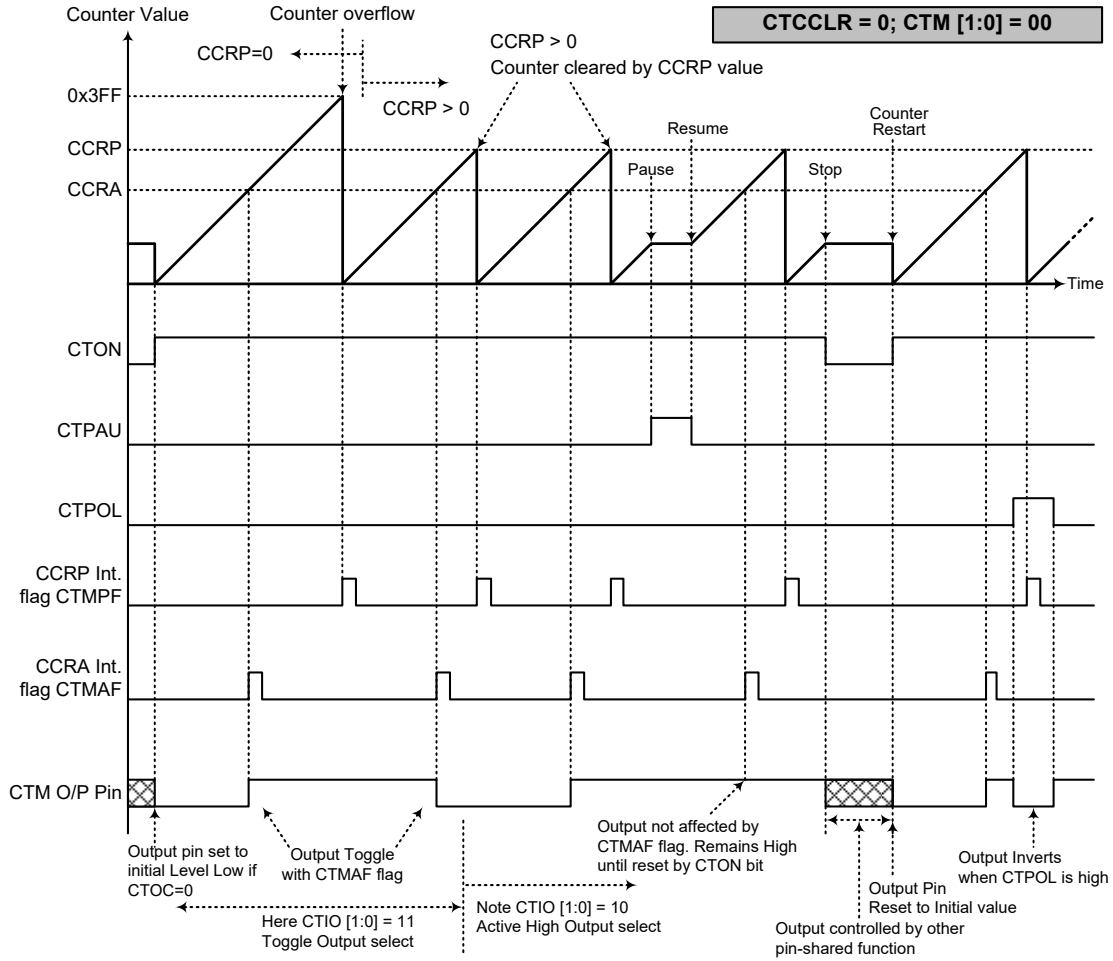 Counter Value
Counter overflow
CTCCLR = 0; CTM [1:0] = 00
CCRP=0
CCRP > 0
CCRP > 0
Counter cleared by CCRP value
0x3FF
CCRP
CCRA
Pause
Resume
Stop
Counter
Restart
Time
CTON
CTPAU
CTPOL
CCRP Int.
flag CTMPF
CCRA Int.
flag CTMAF
CTM O/P Pin
Output pin set to
initial Level Low if
CTOC=0
Output Toggle
with CTMAF flag
Here CTIO [1:0] = 11
Toggle Output select
Note CTIO [1:0] = 10
Active High Output select
Output not affected by
CTMAF flag. Remains High
until reset by CTON bit
Output controlled by other
pin-shared function
Output Pin
Reset to Initial value
Output Inverts
when CTPOL is high